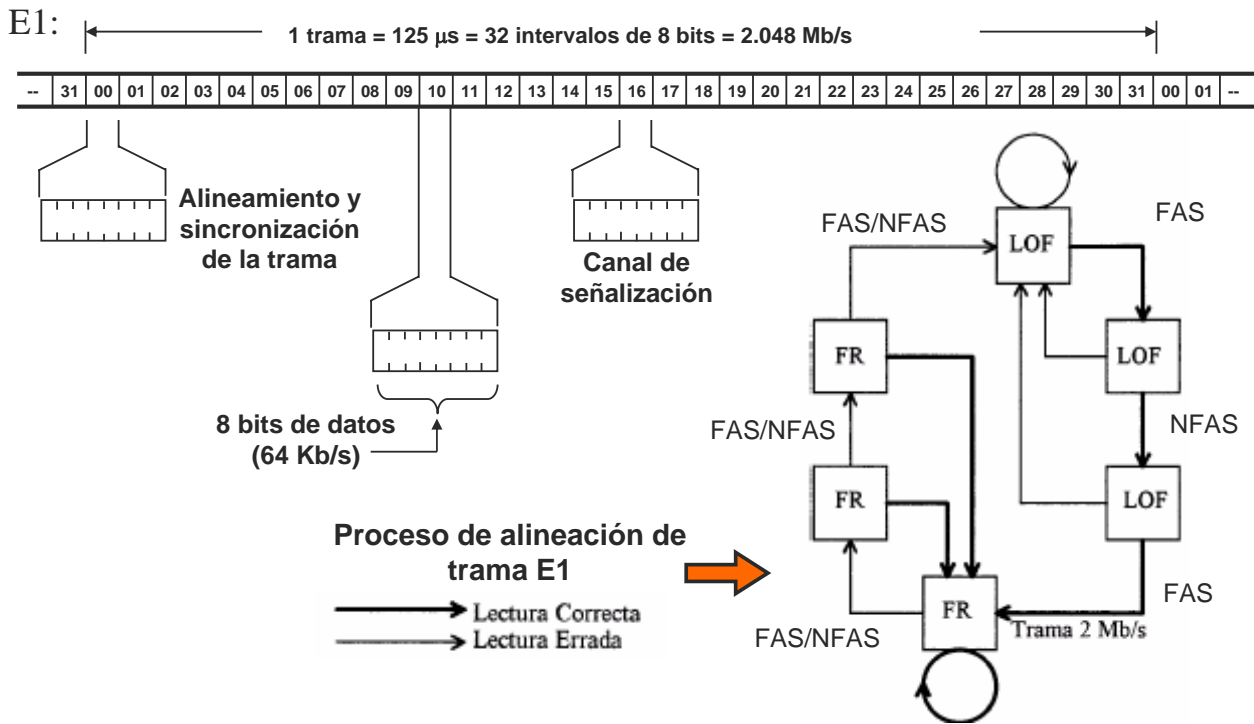 E1:
1 trama = 125 μs = 32 intervalos de 8 bits = 2.048 Mb/s
-- 31 00 01 02 03 04 05 06 07 08 09 10 11 12 13 14 15 16 17 18 19 20 21 22 23 24 25 26 27 28 29 30 31 00 01 --
Alineamiento y
sincronización
de la trama
Canal de
señalización
8 bits de datos
(64 Kb/s)
FAS/NFAS
LOF
FAS
FR
LOF
FAS/NFAS
NFAS
FR
LOF
FAS
FR
Trama 2 Mb/s
FAS/NFAS
Proceso de alineación de
trama E1
Lectura Correcta
Lectura Errada